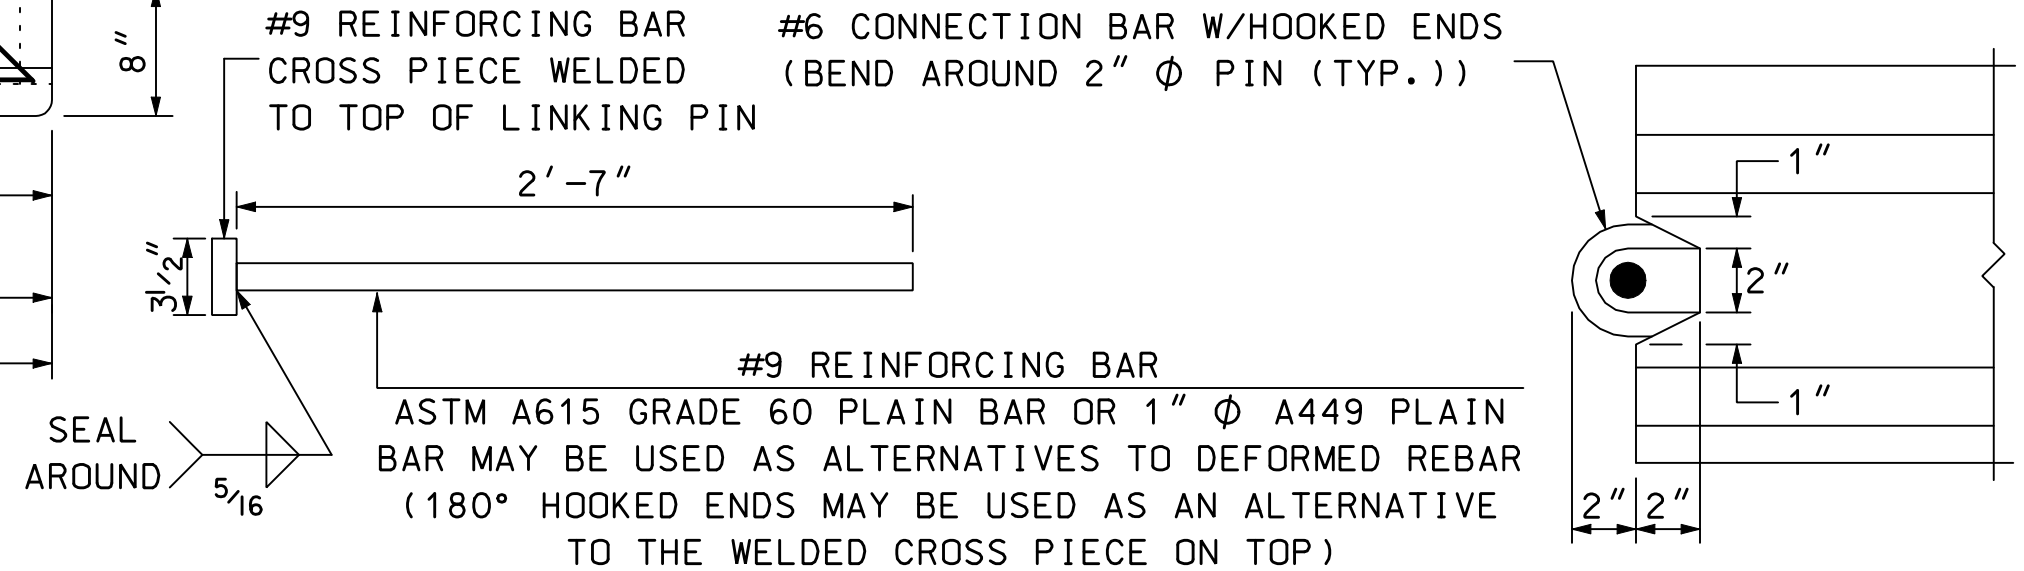 8"
#9 REINFORCING BAR
CROSS PIECE WELDED
TO TOP OF LINKING PIN
#6 CONNECTION BAR W/HOOKED ENDS
(BEND AROUND 2" Ø PIN (TYP.))
2'-7"
3 1/2"
1"
2"
1"
2" 2"
SEAL
AROUND
5/16
#9 REINFORCING BAR
ASTM A615 GRADE 60 PLAIN BAR OR 1" Ø A449 PLAIN
BAR MAY BE USED AS ALTERNATIVES TO DEFORMED REBAR
(180° HOOKED ENDS MAY BE USED AS AN ALTERNATIVE
TO THE WELDED CROSS PIECE ON TOP)